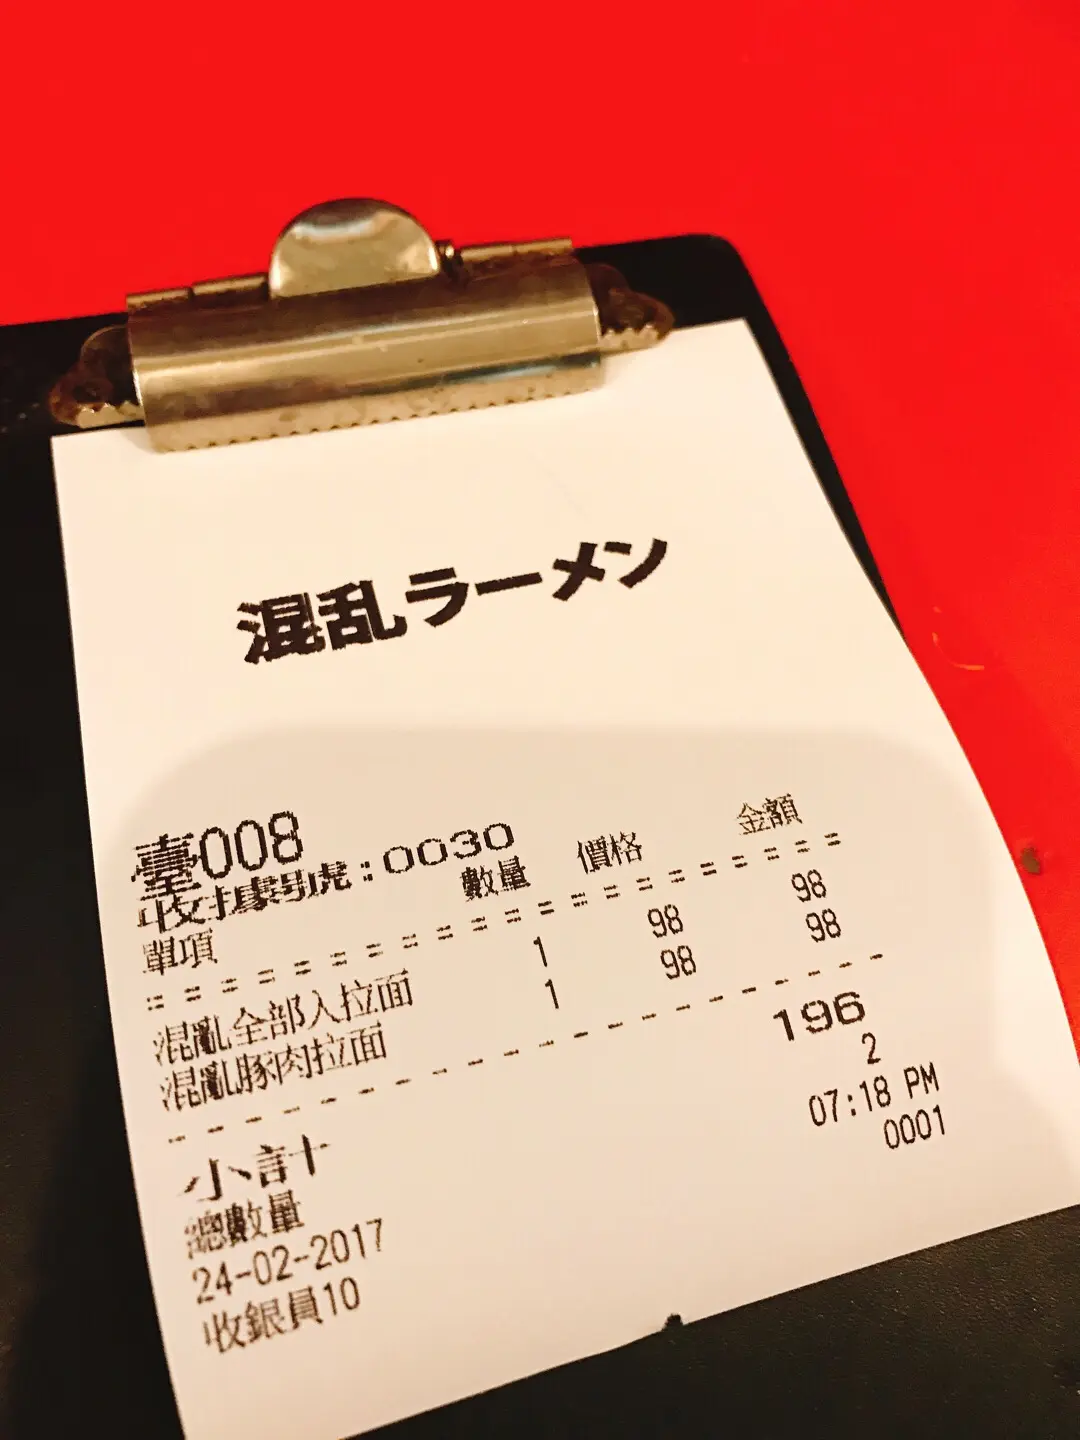 混乱ラーメン
臺008
收據號號:0030
單項 數量 價格 金額
===================
混亂全部入拉面 1 98 98
混亂豚肉拉面 1 98 98
---------------------
小計 196
總數量 2
24-02-2017 07:18 PM
收銀員10 0001